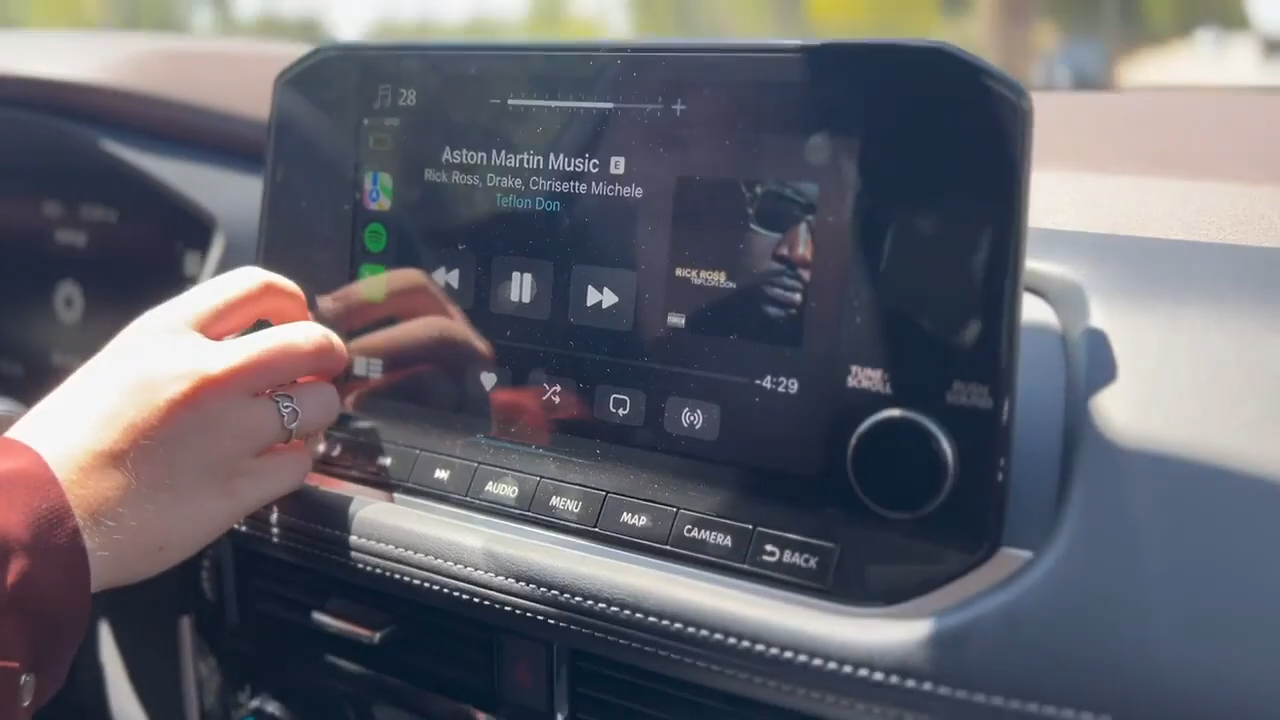 28
Aston Martin Music E
Rick Ross, Drake, Chrisette Michele
Teflon Don
RICK ROSS
TEFLON DON
-4:29
TUNE•
SCROLL
AUDIO
MENU
MAP
CAMERA
BACK